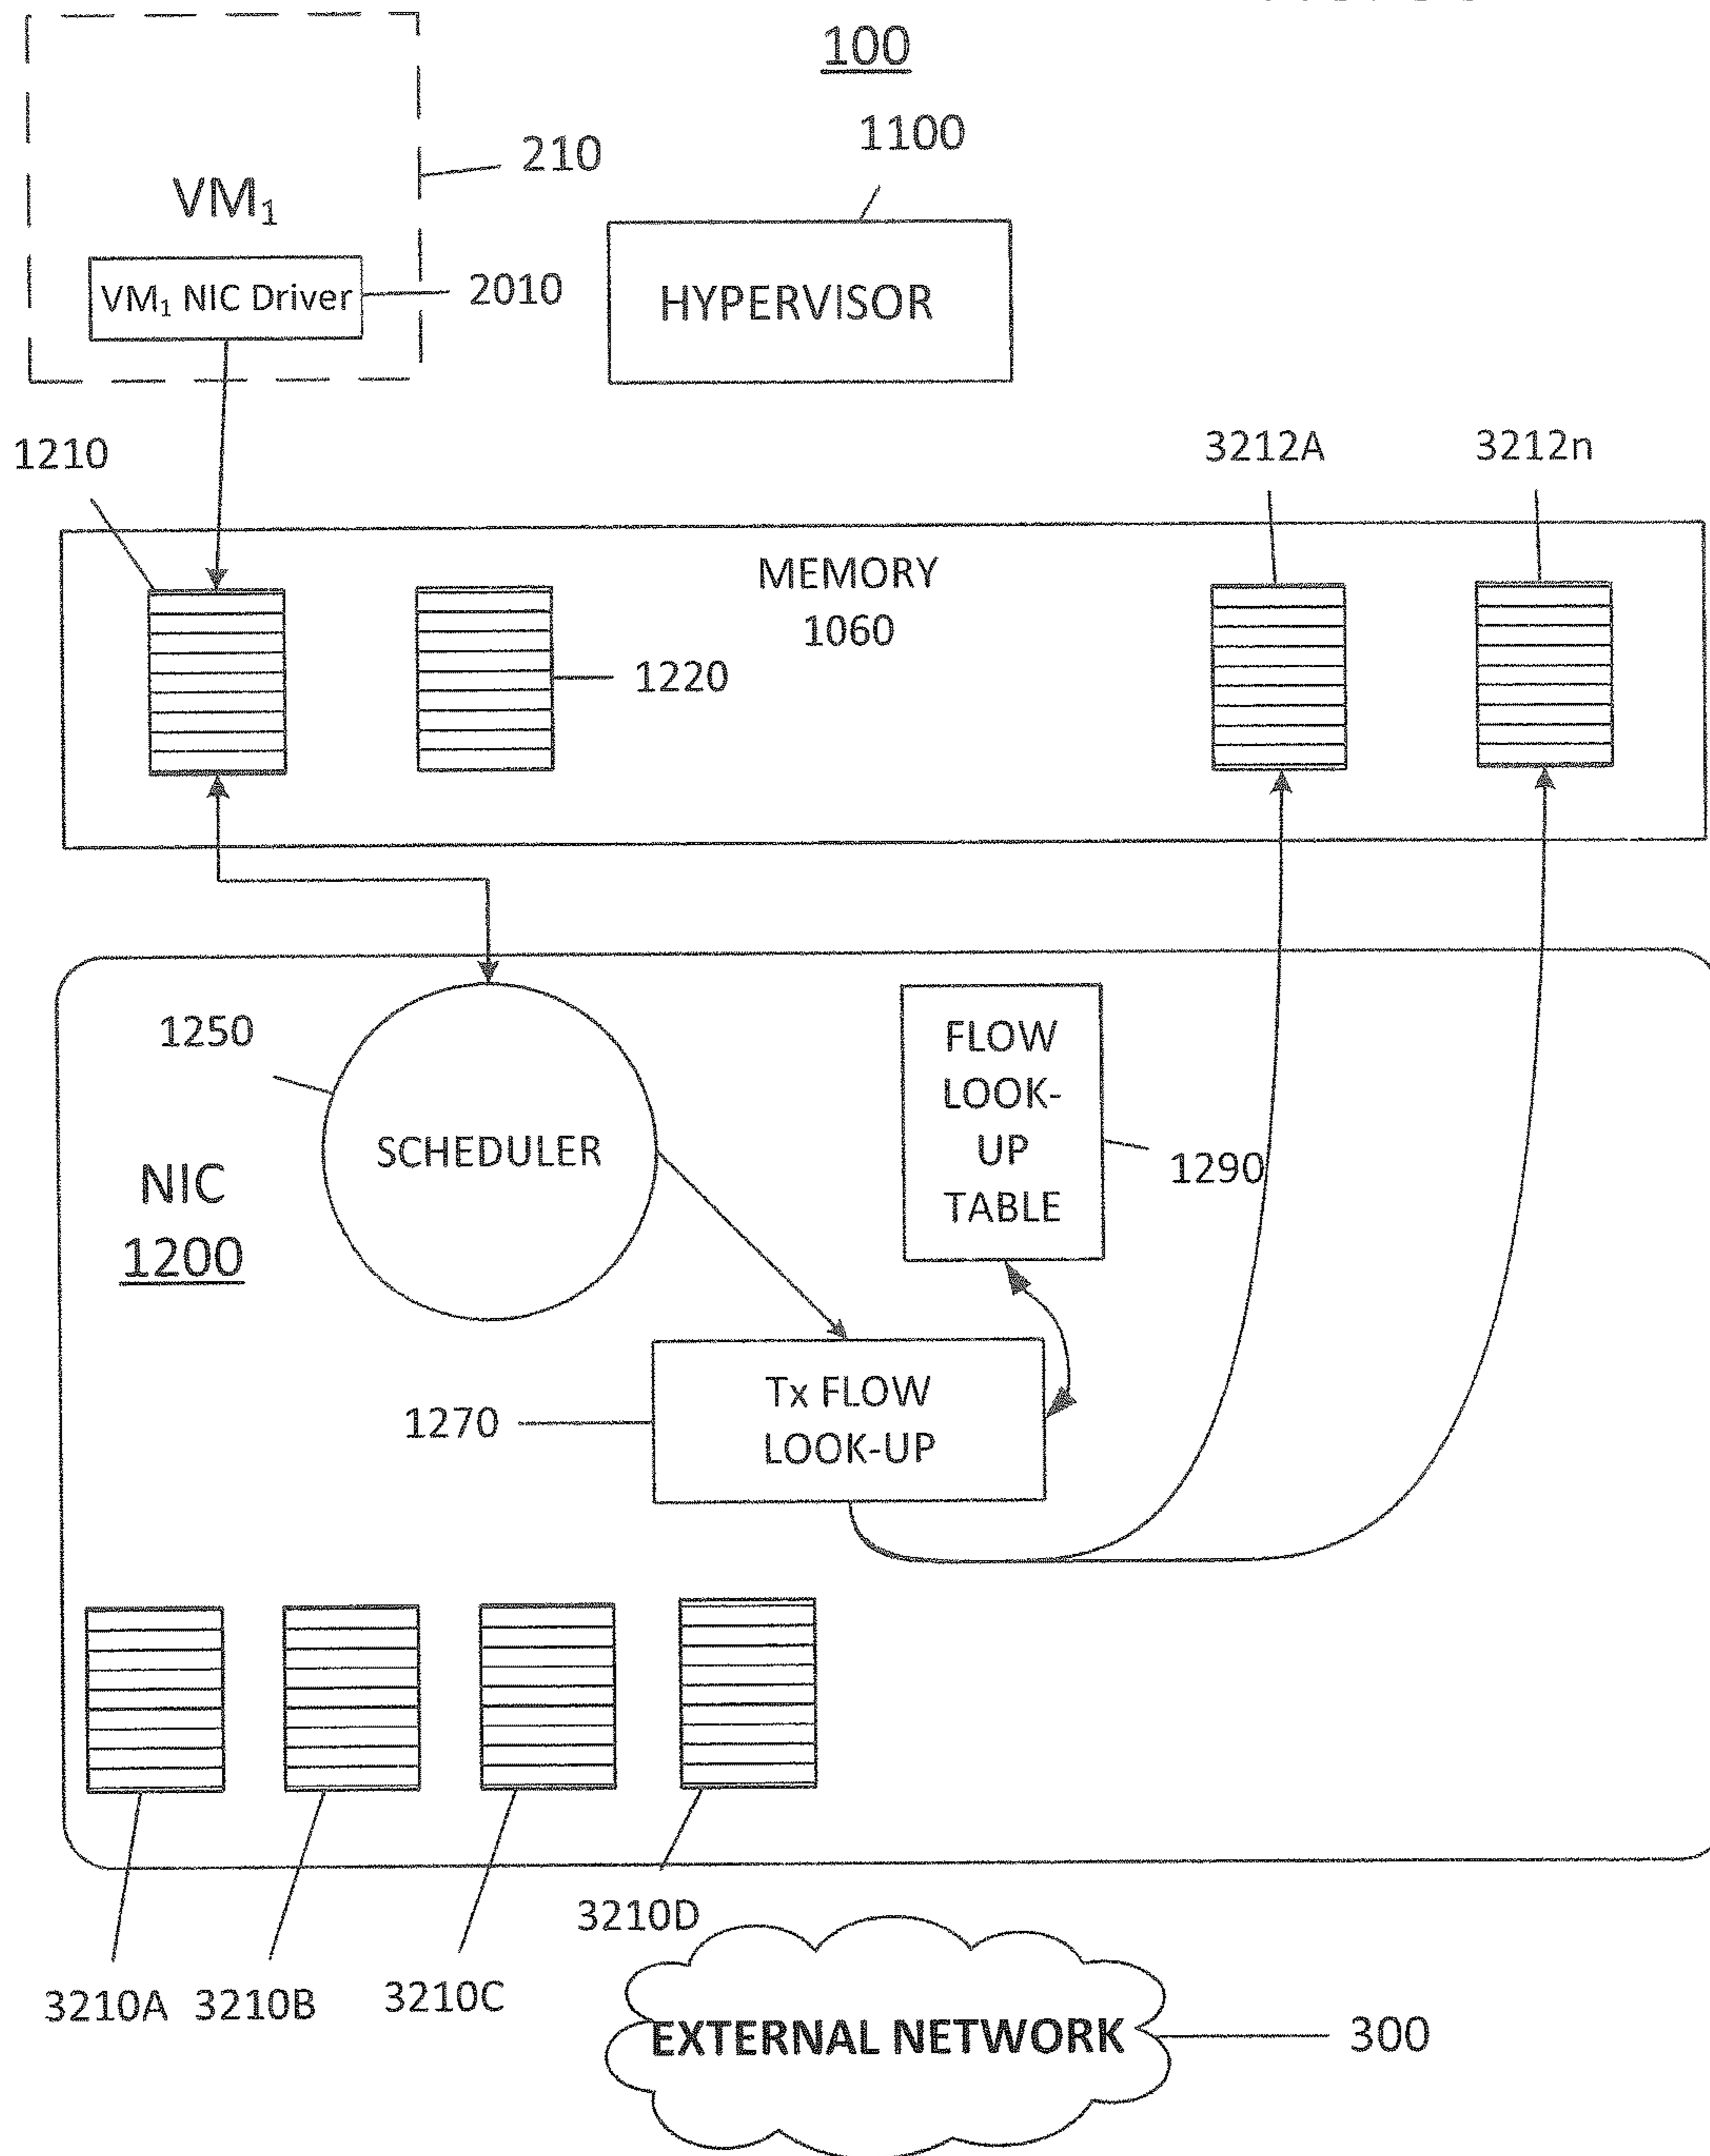 100
1100
210
VM₁
VM₁ NIC Driver
2010
HYPERVISOR
1210
3212A
3212n
MEMORY
1060
1220
1250
FLOW
LOOK-
UP
TABLE
SCHEDULER
1290
NIC
1200
Tx FLOW
LOOK-UP
1270
3210D
3210A
3210B
3210C
EXTERNAL NETWORK
300